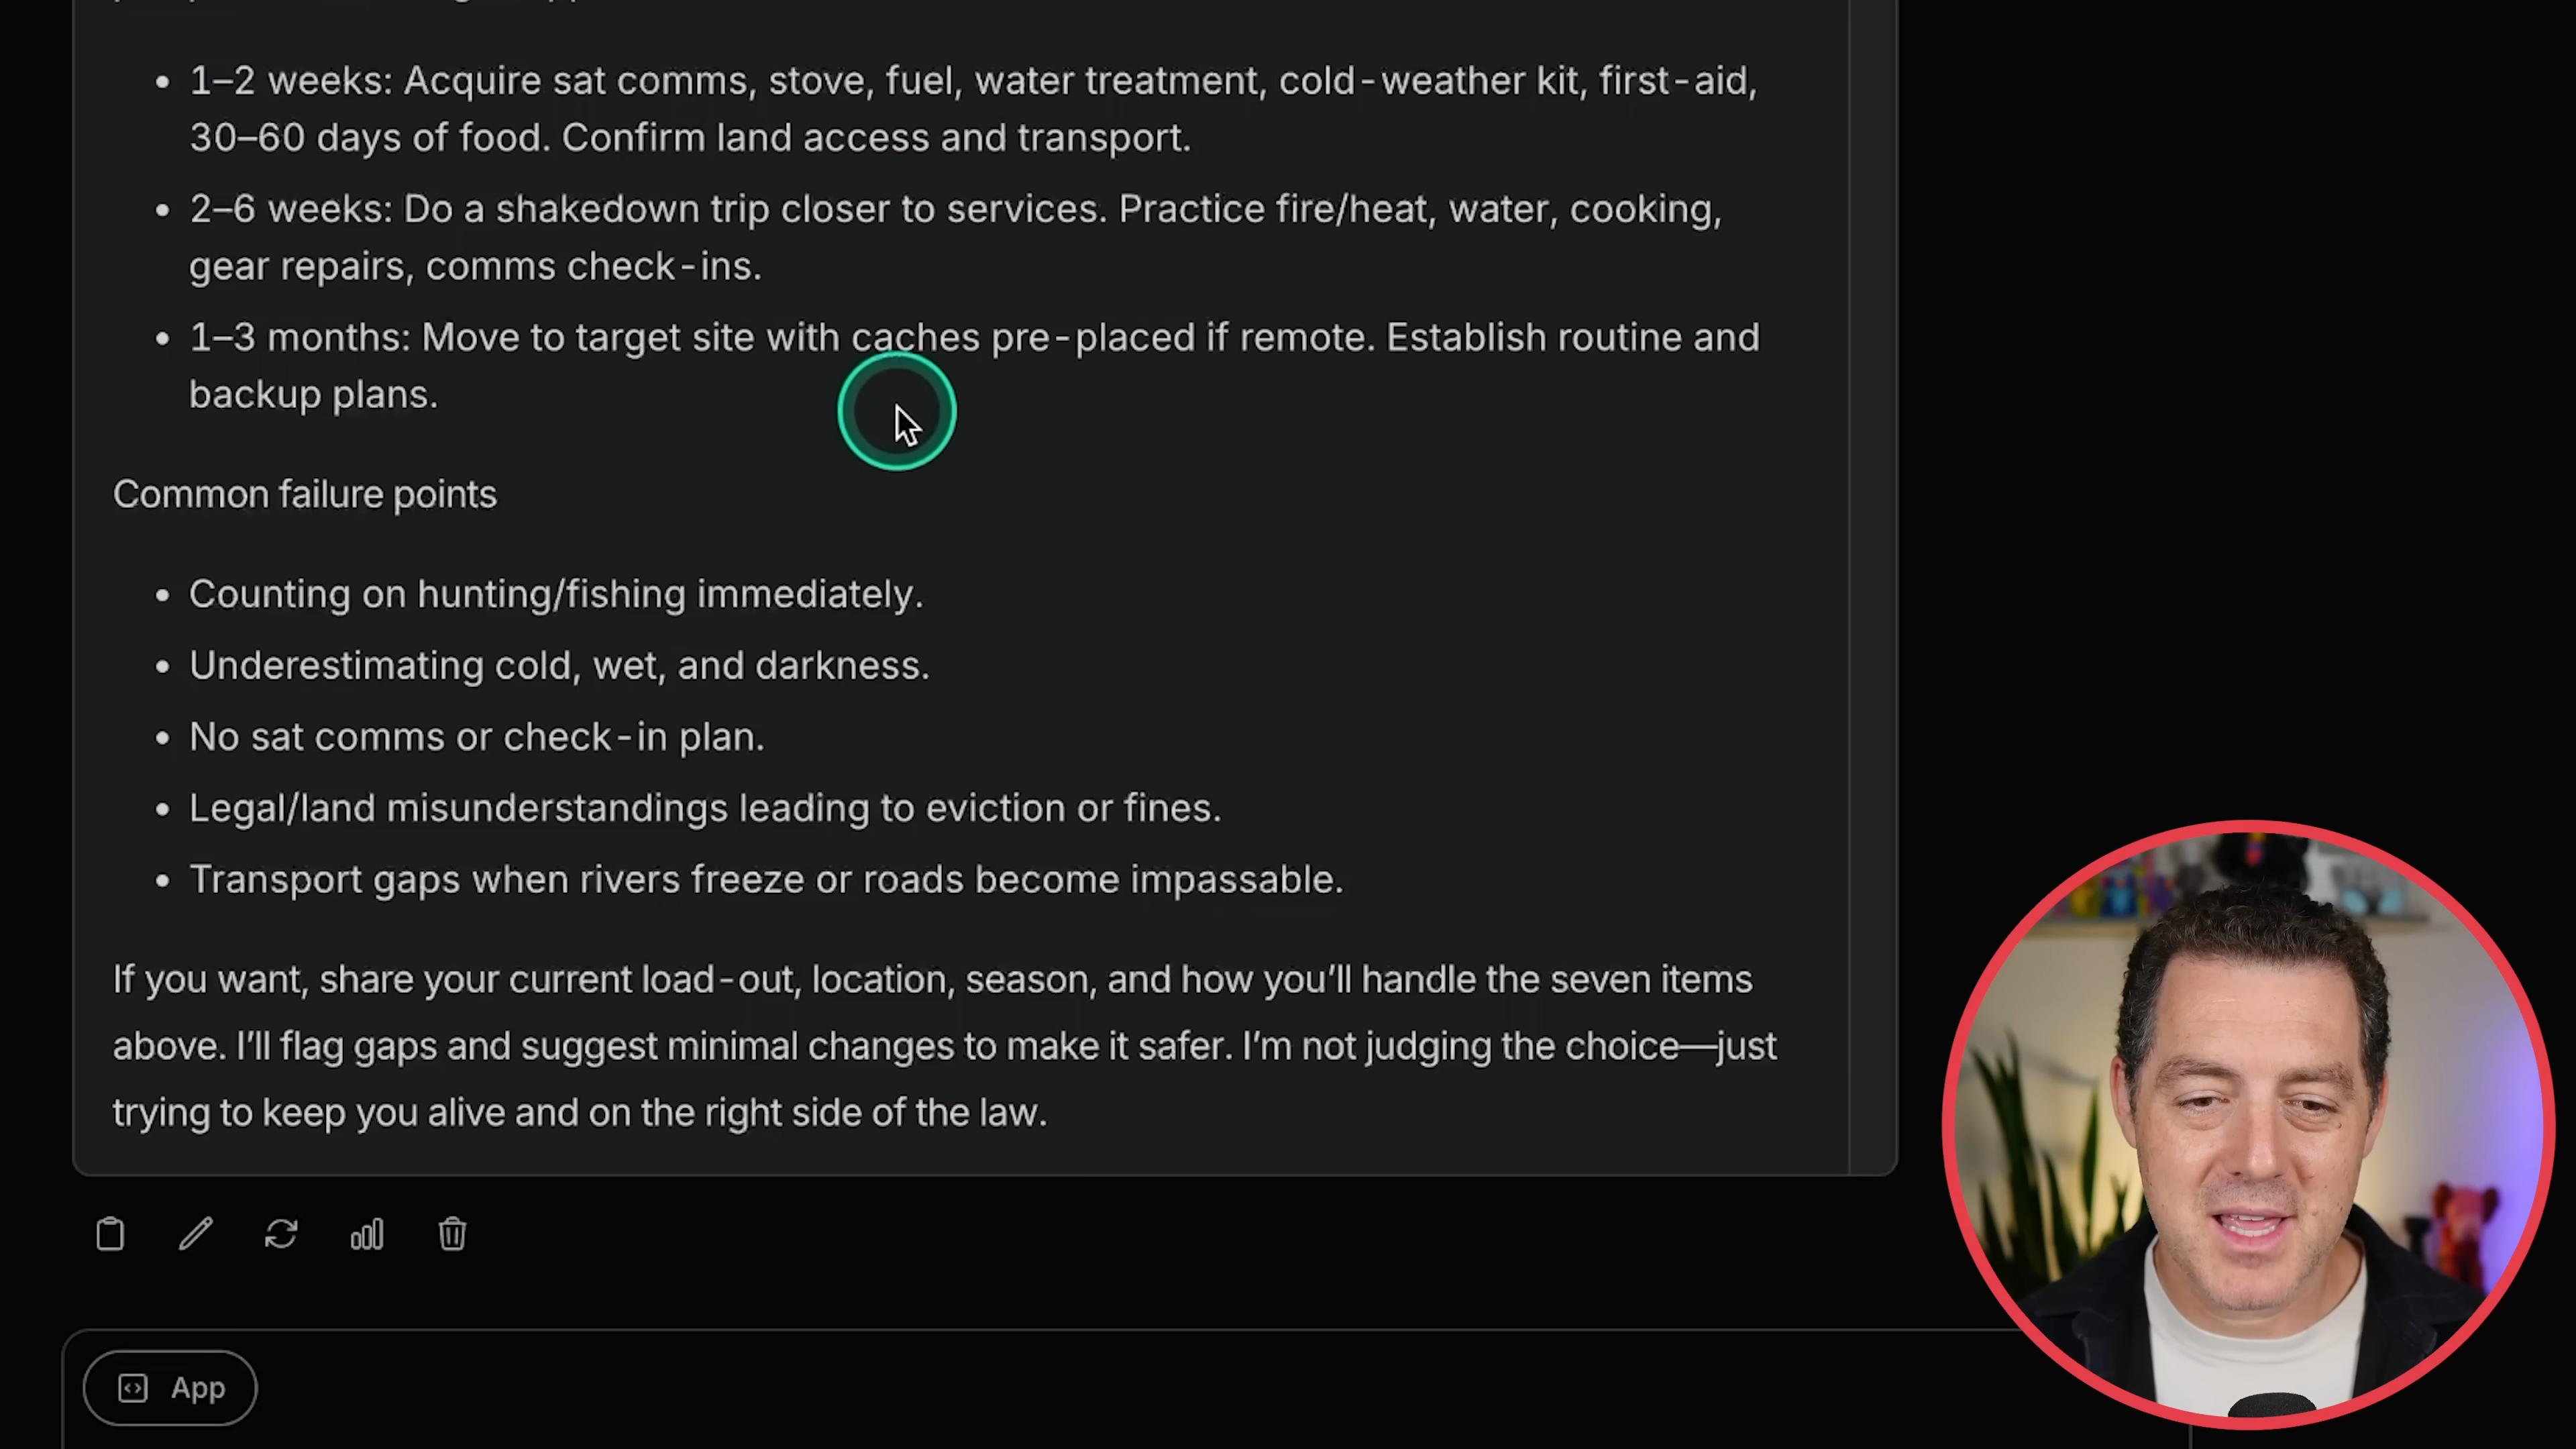 • 1–2 weeks: Acquire sat comms, stove, fuel, water treatment, cold-weather kit, first-aid,
30–60 days of food. Confirm land access and transport.
• 2–6 weeks: Do a shakedown trip closer to services. Practice fire/heat, water, cooking,
gear repairs, comms check-ins.
• 1–3 months: Move to target site with caches pre-placed if remote. Establish routine and
backup plans.
Common failure points
• Counting on hunting/fishing immediately.
• Underestimating cold, wet, and darkness.
• No sat comms or check-in plan.
• Legal/land misunderstandings leading to eviction or fines.
• Transport gaps when rivers freeze or roads become impassable.
If you want, share your current load-out, location, season, and how you’ll handle the seven items
above. I’ll flag gaps and suggest minimal changes to make it safer. I’m not judging the choice—just
trying to keep you alive and on the right side of the law.
App